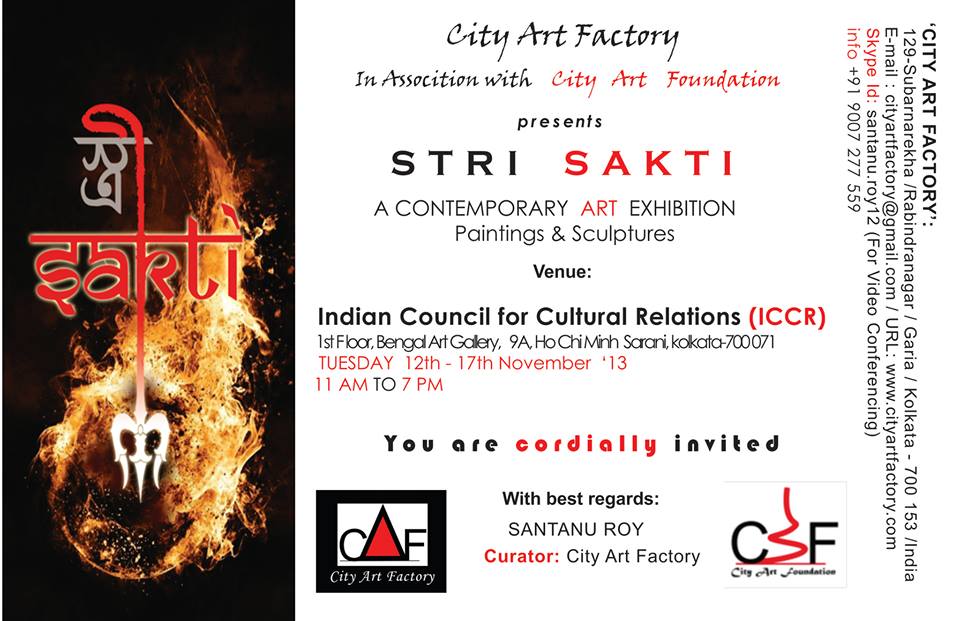 स्त्री
sakti
City Art Factory
In Assocition with City Art Foundation
presents
STRI SAKTI
A CONTEMPORARY ART EXHIBITION
Paintings & Sculptures
Venue:
Indian Council for Cultural Relations (ICCR)
1st Floor, Bengal Art Gallery, 9A, Ho Chi Minh Sarani, kolkata-700 071
TUESDAY 12th - 17th November ‘13
11 AM TO 7 PM
You are cordially invited
CAF
City Art Factory
With best regards:
SANTANU ROY
Curator: City Art Factory
CAF
City Art Foundation
‘CITY ART FACTORY’:
129-Subarnarekha /Rabindranagar / Garia / Kolkata - 700 153 /India
E-mail : cityartfactory@gmail.com / URL: www.cityartfactory.com
Skype Id: santanu.roy12 (For Video Conferencing)
info +91 9007 277 559